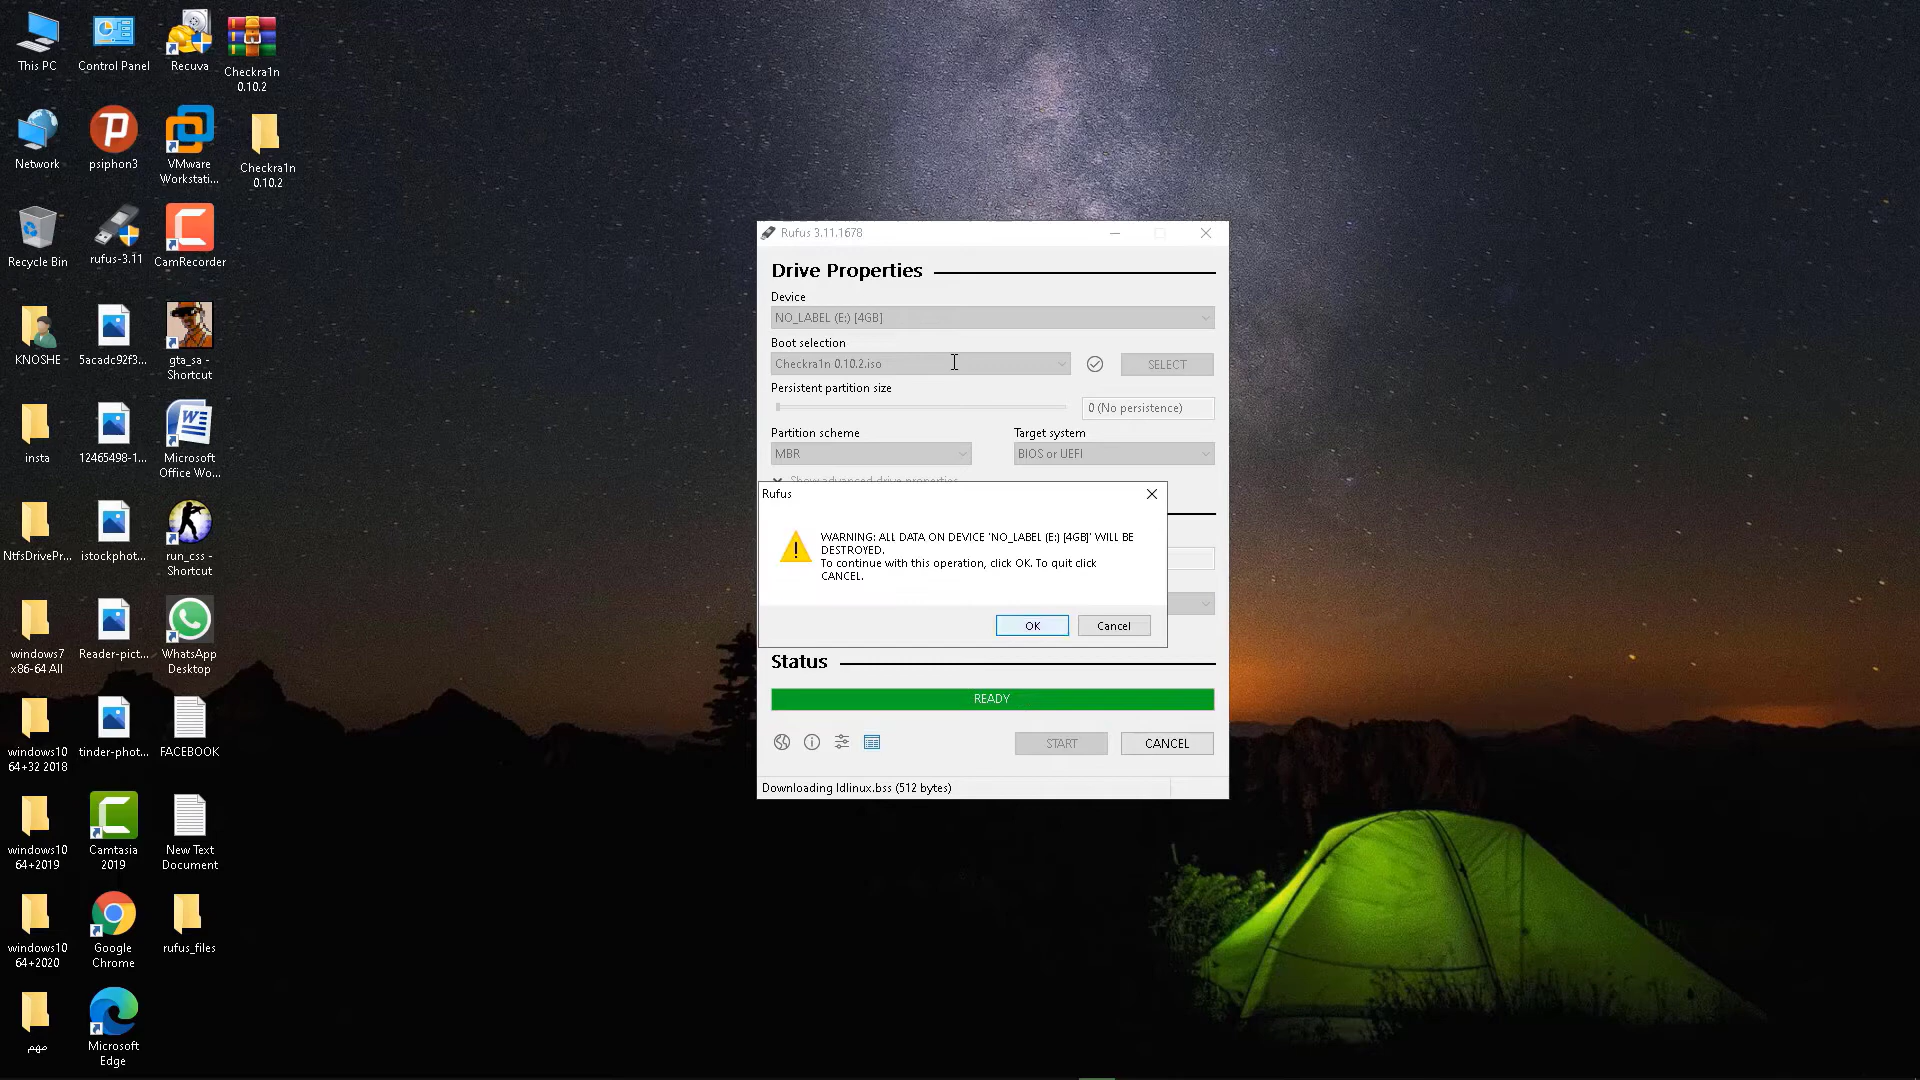 This PC
Control Panel
Recuva
Checkra1n
0.10.2
Network
psiphon3
VMware
Workstati...
Checkra1n
0.10.2
Recycle Bin
rufus-3.11
CamRecorder
KNOSHE
5acadc92f3...
gta_sa -
Shortcut
insta
12465498-1...
Microsoft
Office Wo...
NtfsDrivePr...
istockphot...
run_css -
Shortcut
windows7
x86-64 All
Reader-pict...
WhatsApp
Desktop
windows10
64+32 2018
tinder-phot...
FACEBOOK
windows10
64+2019
Camtasia
2019
New Text
Document
windows10
64+2020
Google
Chrome
rufus_files
مهم
Microsoft
Edge
Rufus 3.11.1678
Drive Properties
Device
NO_LABEL (E:) [4GB]
Boot selection
Checkra1n 0.10.2.iso
SELECT
Persistent partition size
0 (No persistence)
Partition scheme
Target system
MBR
BIOS or UEFI
Show advanced drive properties
Rufus
WARNING: ALL DATA ON DEVICE 'NO_LABEL (E:) [4GB]' WILL BE
DESTROYED.
To continue with this operation, click OK. To quit click
CANCEL.
OK
Cancel
Status
READY
START
CANCEL
Downloading ldlinux.bss (512 bytes)